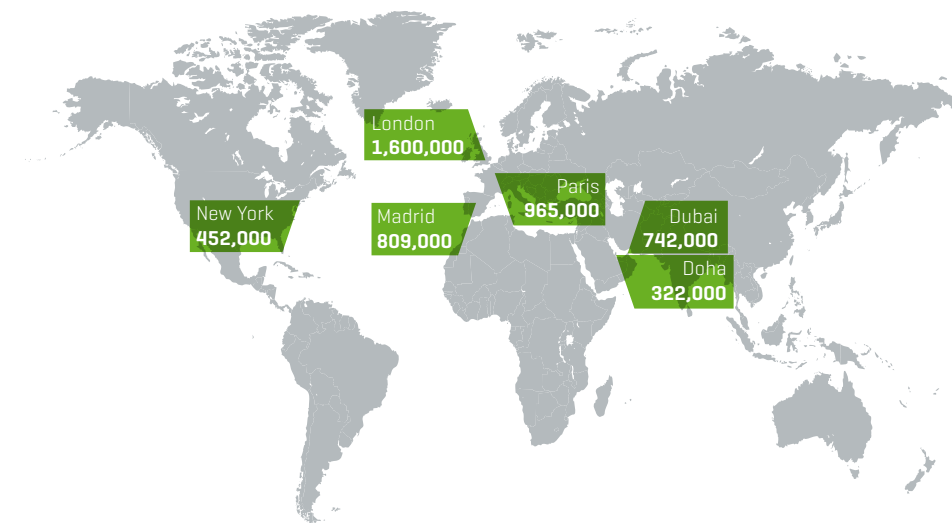 London
1,600,000
Paris
965,000
New York
452,000
Madrid
809,000
Dubai
742,000
Doha
322,000